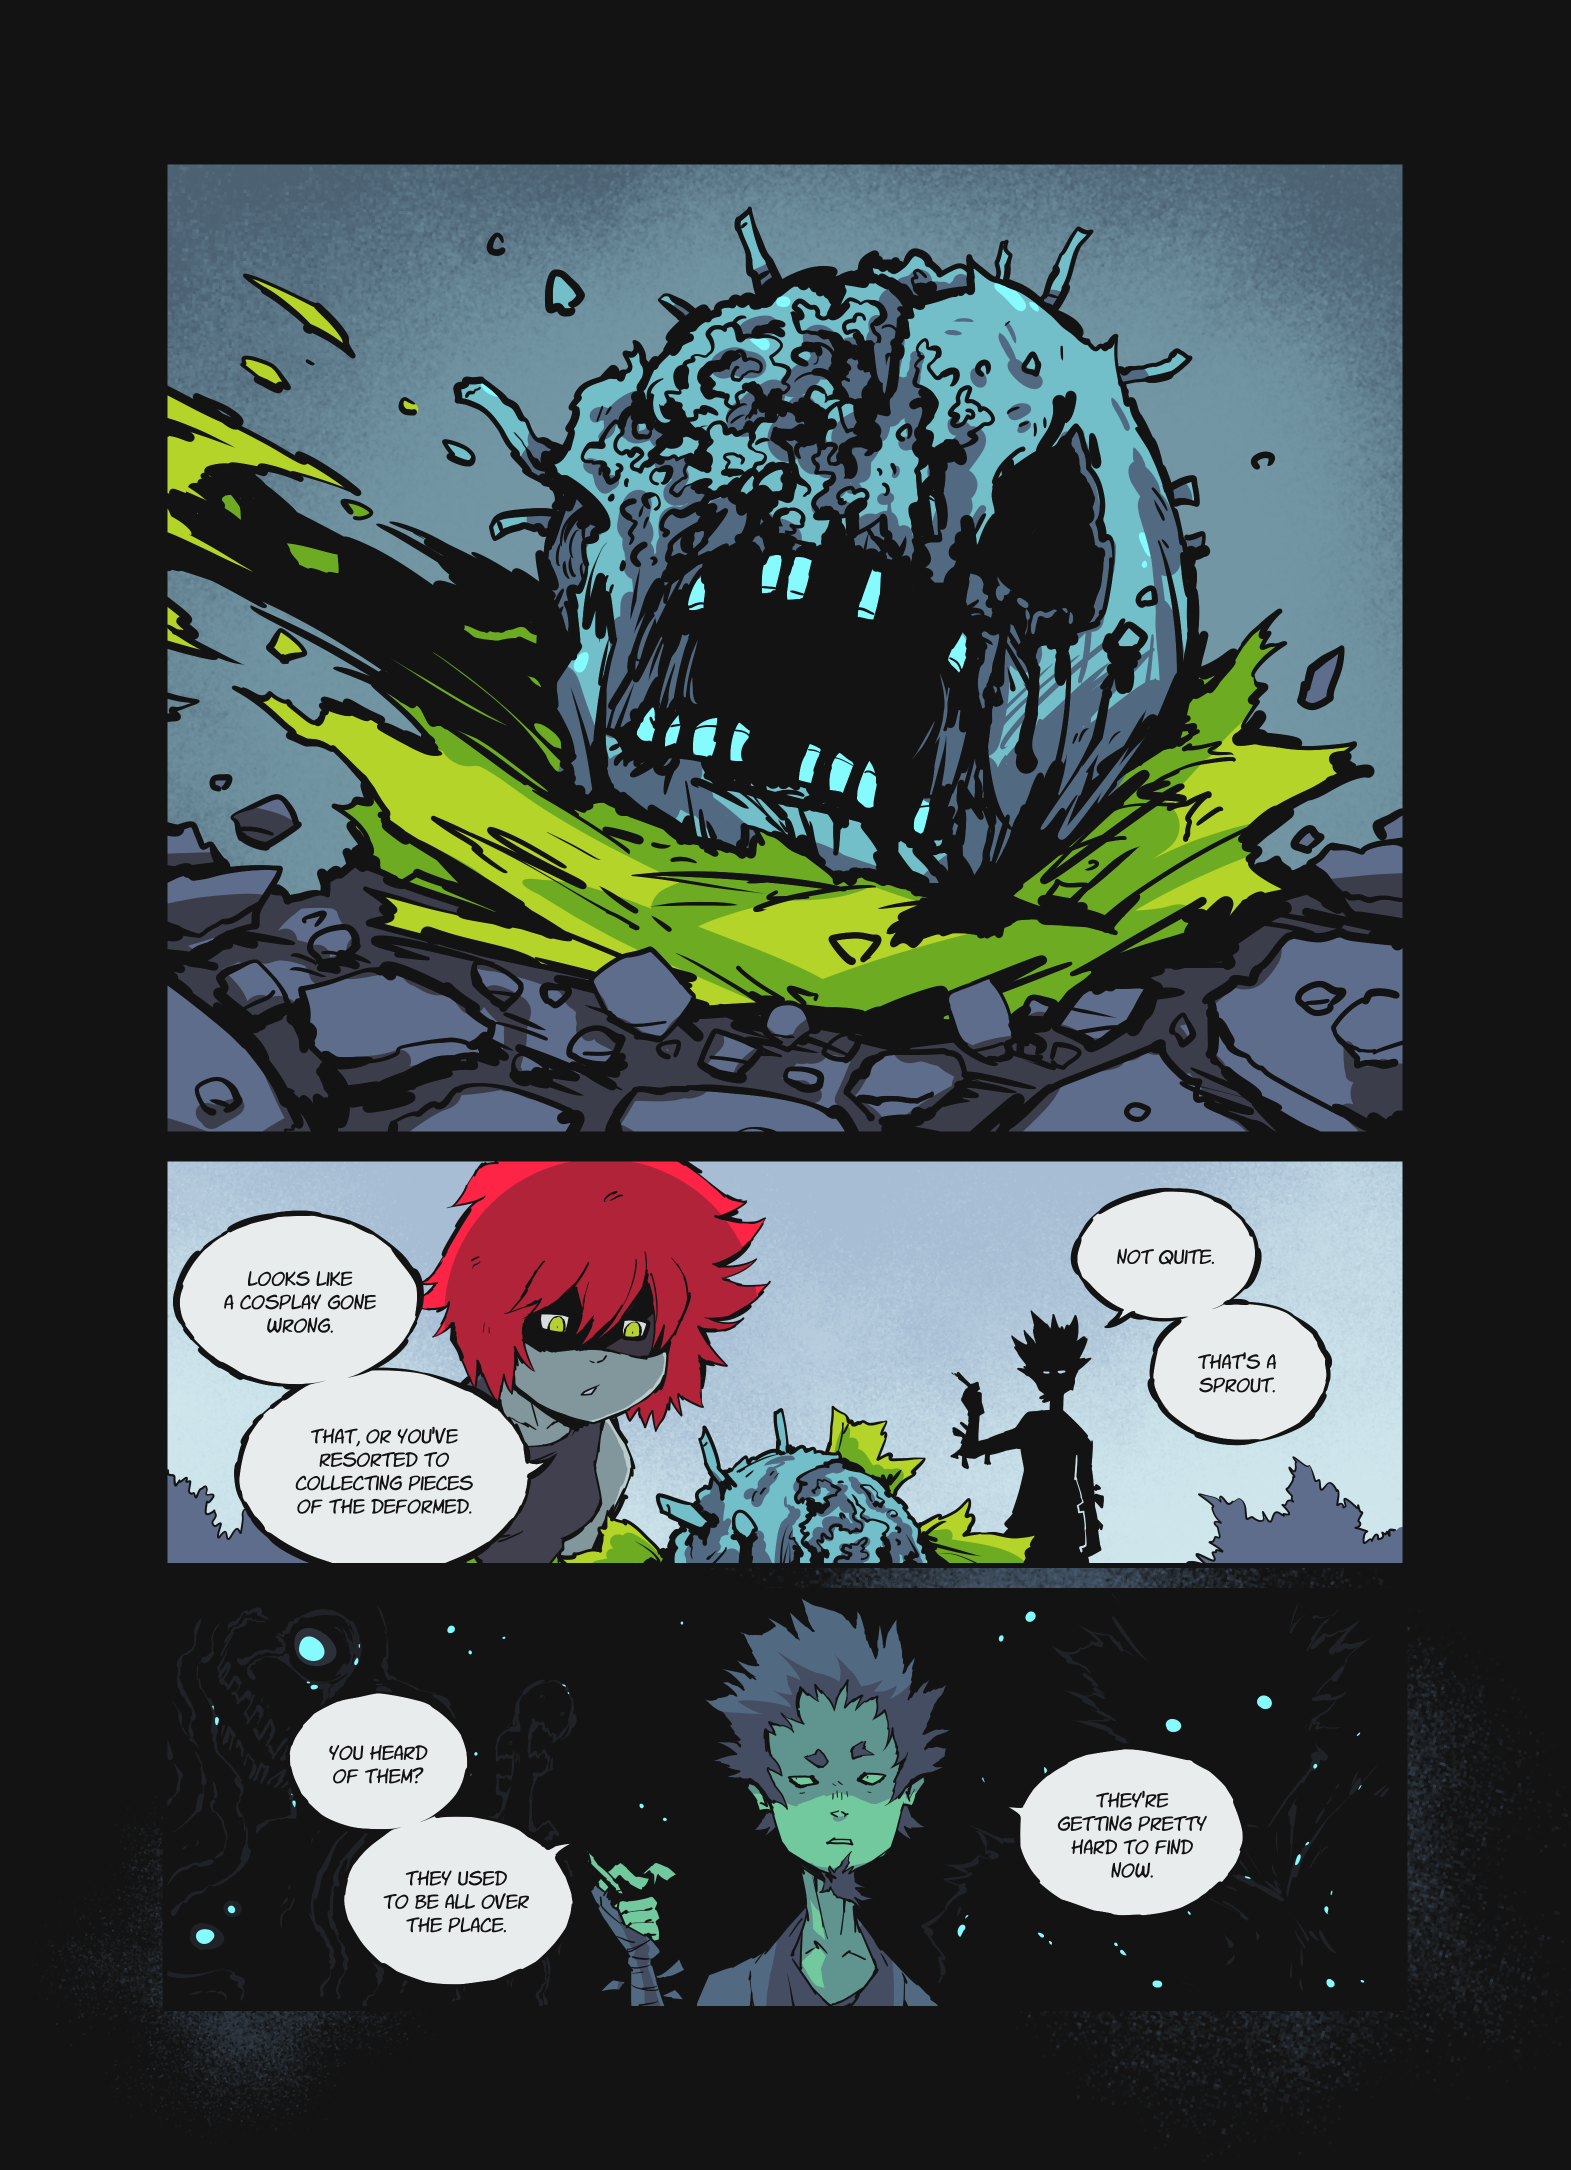 LOOKS LIKE
A COSPLAY GONE
WRONG.
THAT, OR YOU'VE
RESORTED TO
COLLECTING PIECES
OF THE DEFORMED.
NOT QUITE.
THAT'S A
SPROUT.
YOU HEARD
OF THEM?
THEY USED
TO BE ALL OVER
THE PLACE.
THEY'RE
GETTING PRETTY
HARD TO FIND
NOW.